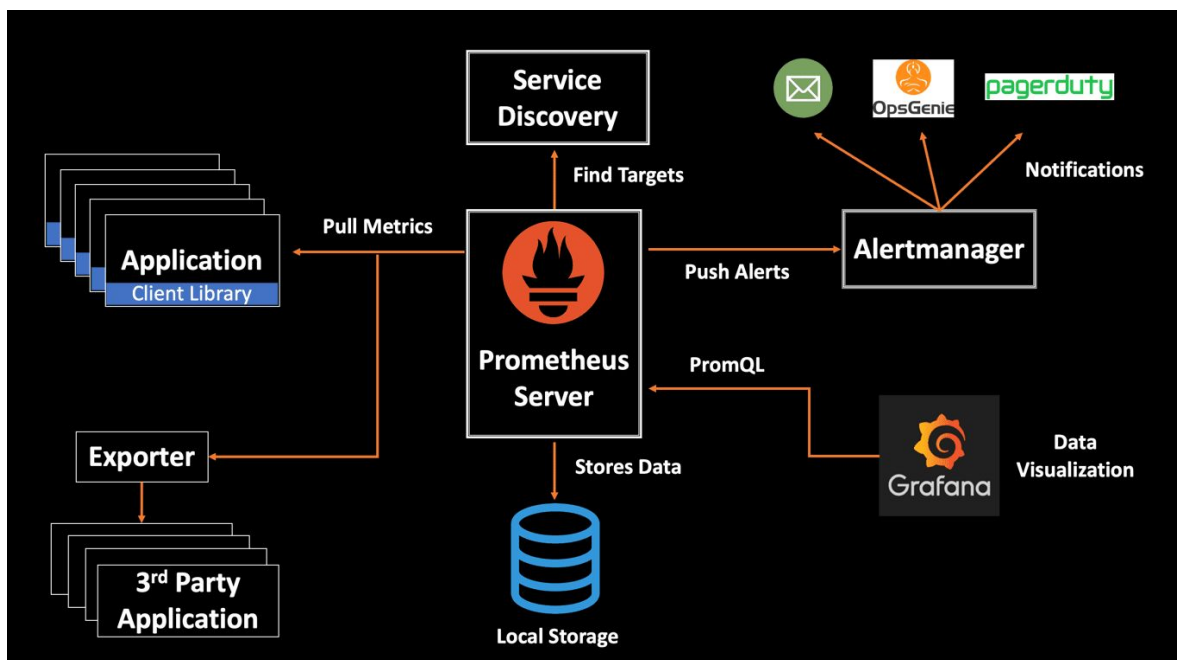 Service
Discovery
OpsGenie
pagerduty
Find Targets
Notifications
Pull Metrics
Application
Client Library
Push Alerts
Alertmanager
Prometheus
Server
PromQL
Exporter
Stores Data
Grafana
Data
Visualization
3rd Party
Application
Local Storage